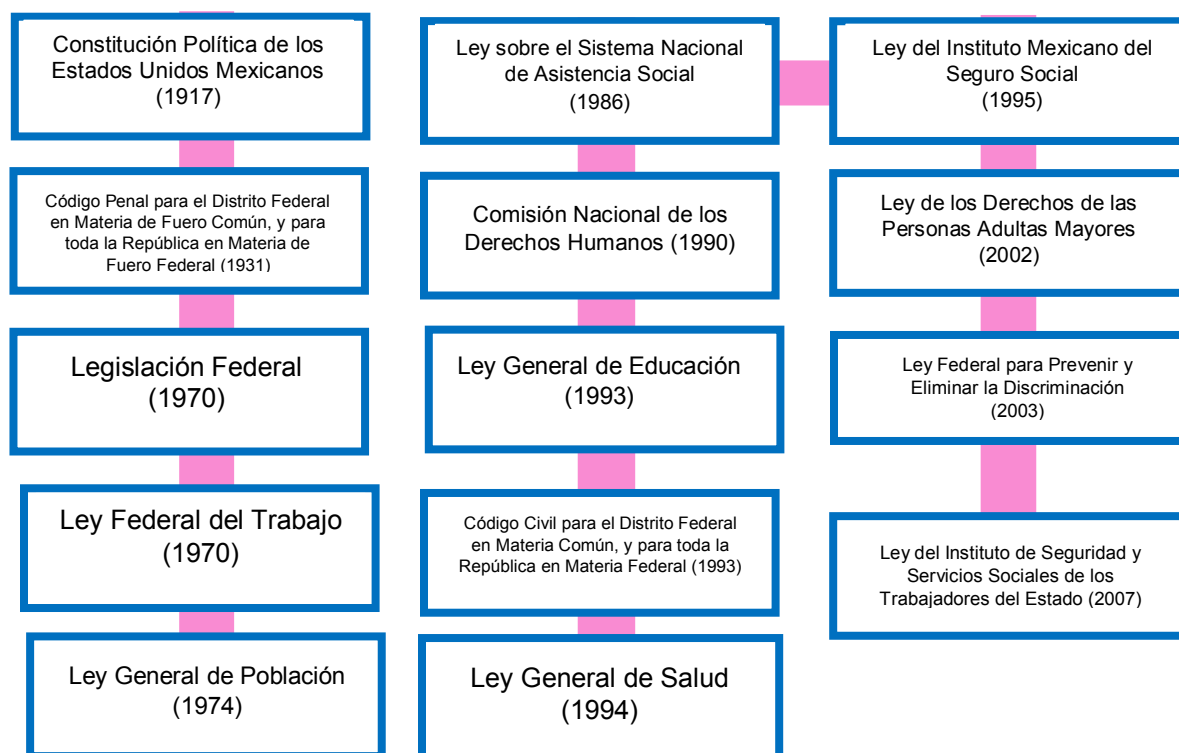 Constitución Política de los
Estados Unidos Mexicanos
(1917)
Código Penal para el Distrito Federal
en Materia de Fuero Común, y para
toda la República en Materia de
Fuero Federal (1931)
Legislación Federal
(1970)
Ley Federal del Trabajo
(1970)
Ley General de Población
(1974)
Ley sobre el Sistema Nacional
de Asistencia Social
(1986)
Comisión Nacional de los
Derechos Humanos (1990)
Ley General de Educación
(1993)
Código Civil para el Distrito Federal
en Materia Común, y para toda la
República en Materia Federal (1993)
Ley General de Salud
(1994)
Ley del Instituto Mexicano del
Seguro Social
(1995)
Ley de los Derechos de las
Personas Adultas Mayores
(2002)
Ley Federal para Prevenir y
Eliminar la Discriminación
(2003)
Ley del Instituto de Seguridad y
Servicios Sociales de los
Trabajadores del Estado (2007)